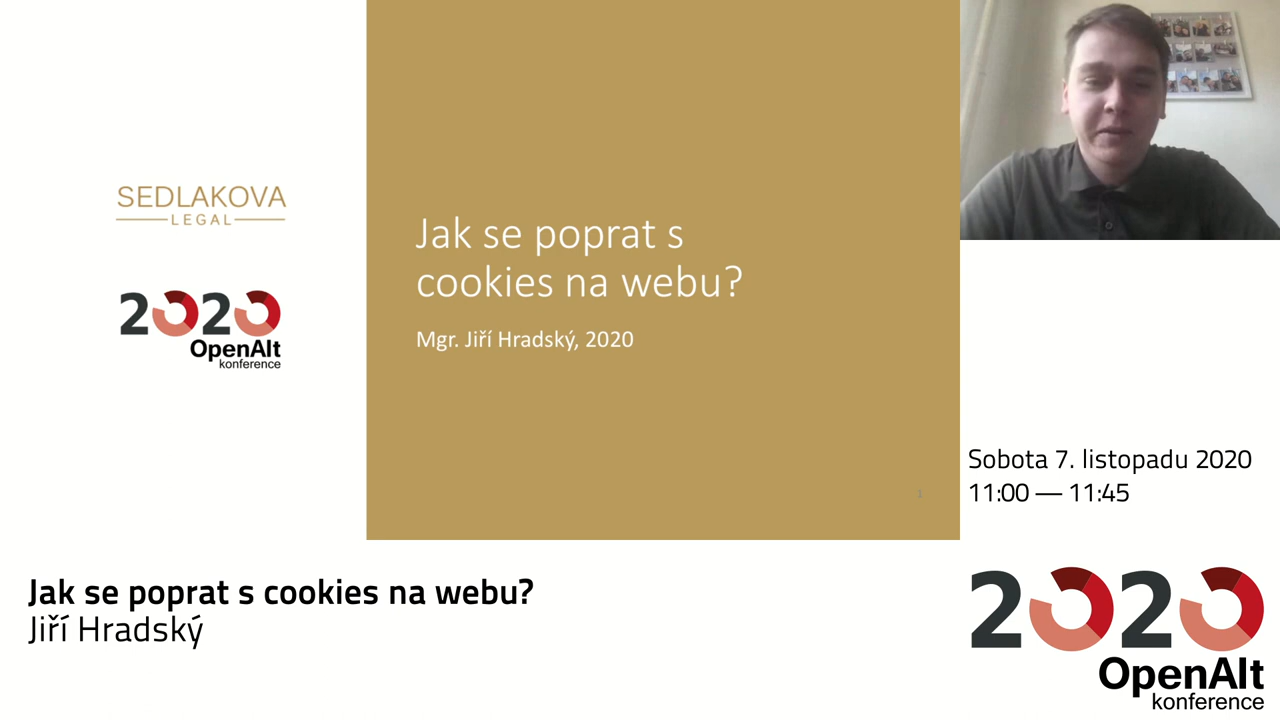 SEDLAKOVA
LEGAL
2020
OpenAlt
konference
Jak se poprat s
cookies na webu?
Mgr. Jiří Hradský, 2020
1
Sobota 7. listopadu 2020
11:00 — 11:45
Jak se poprat s cookies na webu?
Jiří Hradský
2020
OpenAlt
konference